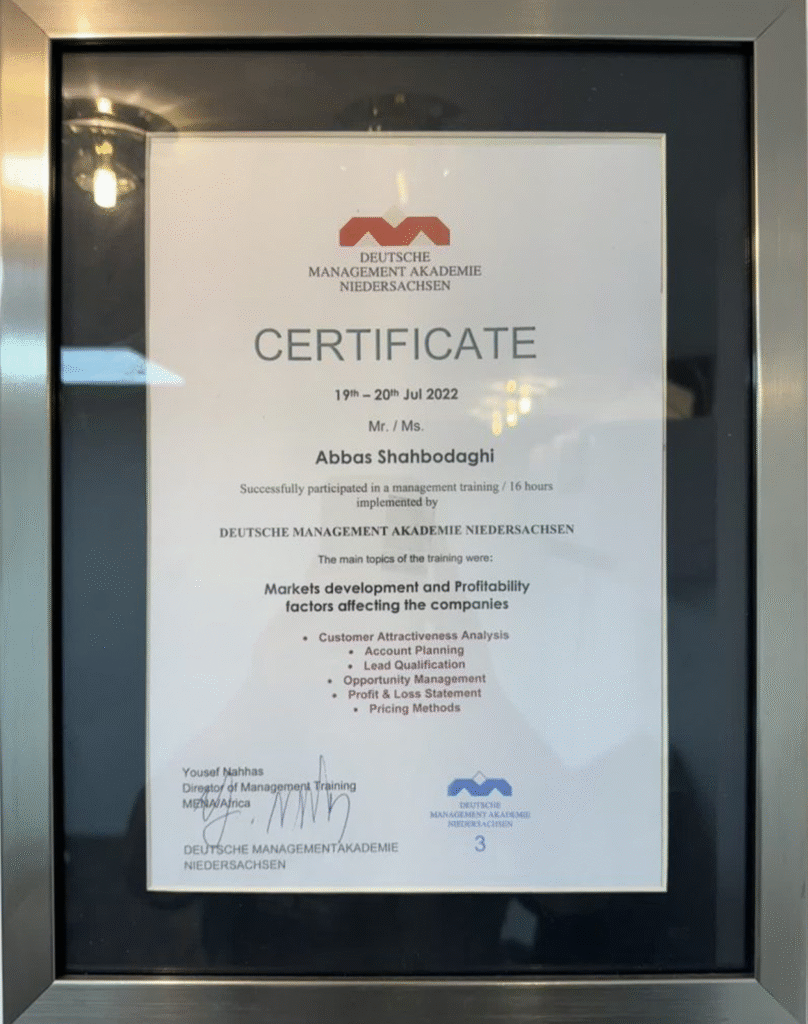 DEUTSCHE
MANAGEMENT AKADEMIE
NIEDERSACHSEN
CERTIFICATE
19th – 20th Jul 2022
Mr. / Ms.
Abbas Shahbodaghi
Successfully participated in a management training / 16 hours
implemented by
DEUTSCHE MANAGEMENT AKADEMIE NIEDERSACHSEN
The main topics of the training were:
Markets development and Profitability
factors affecting the companies
• Customer Attractiveness Analysis
• Account Planning
• Lead Qualification
• Opportunity Management
• Profit & Loss Statement
• Pricing Methods
Yousef Nahhas
Director of Management Training
MENA/Africa
DEUTSCHE MANAGEMENTAKADEMIE
NIEDERSACHSEN
DEUTSCHE
MANAGEMENT AKADEMIE
NIEDERSACHSEN
3